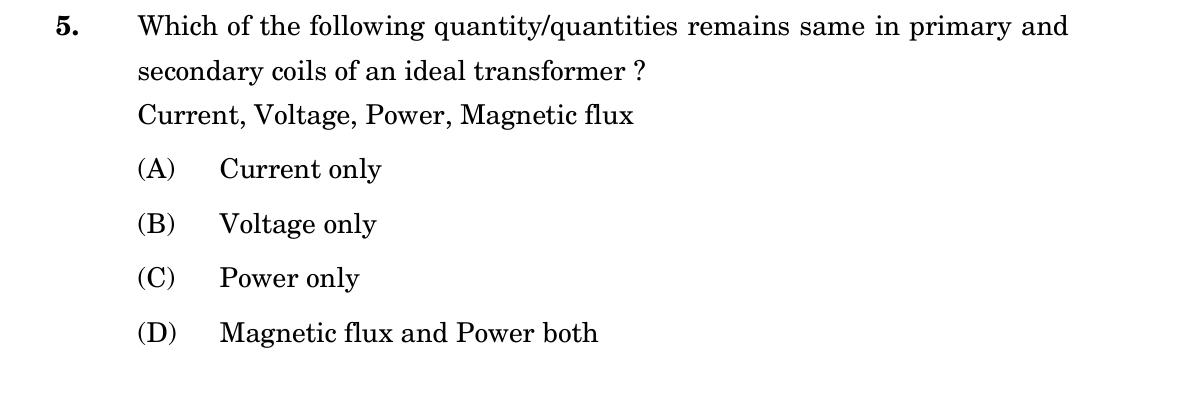 5. Which of the following quantity/quantities remains same in primary and
secondary coils of an ideal transformer ?
Current, Voltage, Power, Magnetic flux
(A) Current only
(B) Voltage only
(C) Power only
(D) Magnetic flux and Power both